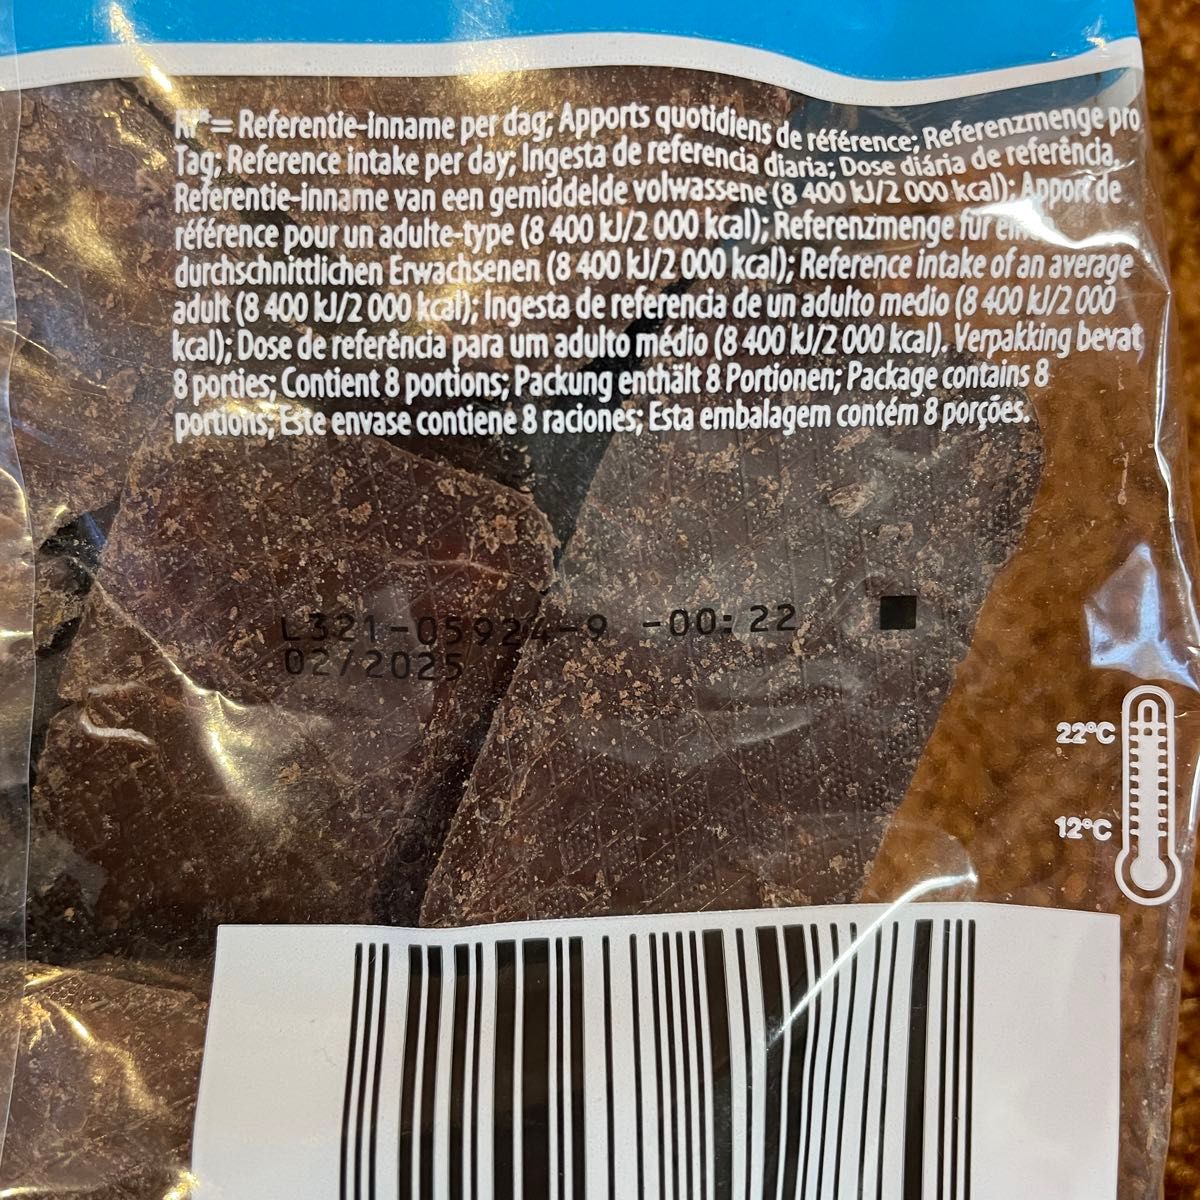 RI* = Referentie-inname per dag; Apports quotidiens de référence; Referenzmenge pro
Tag; Reference intake per day; Ingesta de referencia diaria; Dose diária de referência,
Referentie-inname van een gemiddelde volwassene (8 400 kJ/2 000 kcal); Apport de
référence pour un adulte-type (8 400 kJ/2 000 kcal); Referenzmenge für
durchschnittlichen Erwachsenen (8 400 kJ/2 000 kcal); Reference intake of an average
adult (8 400 kJ/2 000 kcal); Ingesta de referencia de un adulto medio (8 400 kJ/2 000
kcal); Dose de referência para um adulto médio (8 400 kJ/2 000 kcal). Verpakking bevat
8 porties; Contient 8 portions; Packung enthält 8 Portionen; Package contains 8
portions; Este envase contiene 8 raciones; Esta embalagem contém 8 porções.
L321-05924-9 -00:22
02/2025
22°C
12°C